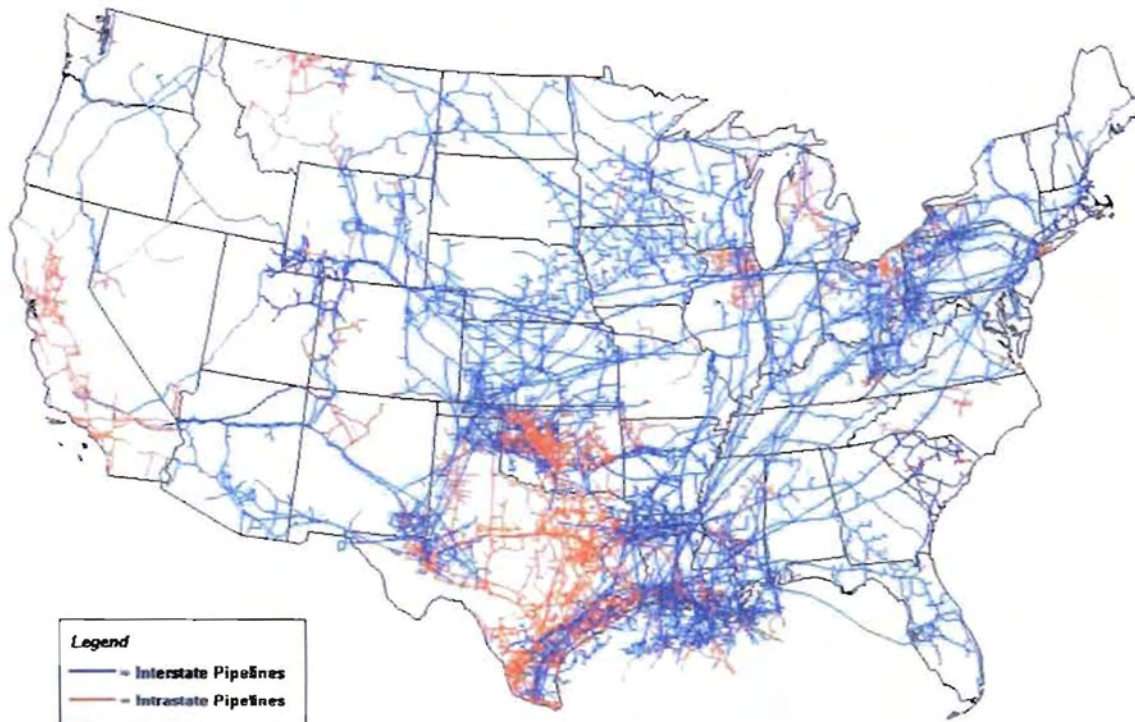 Legend
= Interstate Pipelines
= Intrastate Pipelines